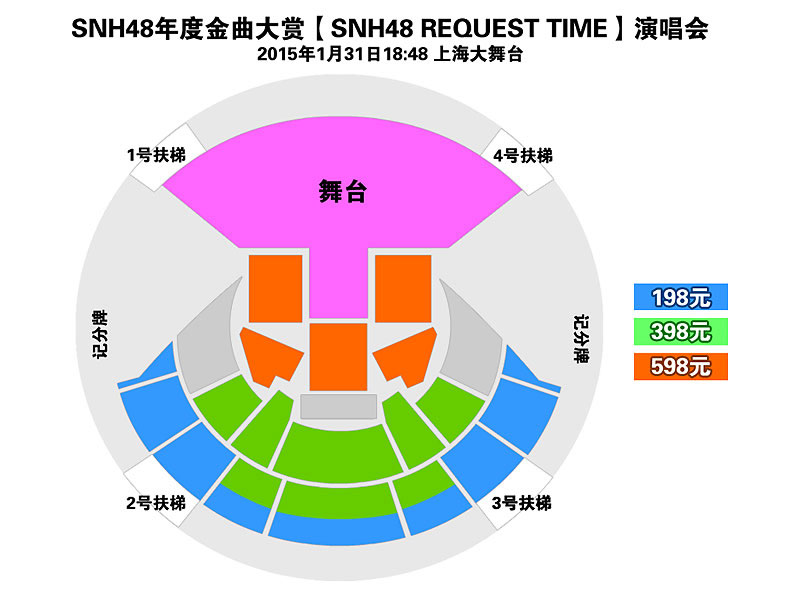 SNH48年度金曲大赏【SNH48 REQUEST TIME】演唱会
2015年1月31日18:48 上海大舞台
1号扶梯
4号扶梯
舞台
198元
398元
598元
记分牌
记分牌
2号扶梯
3号扶梯